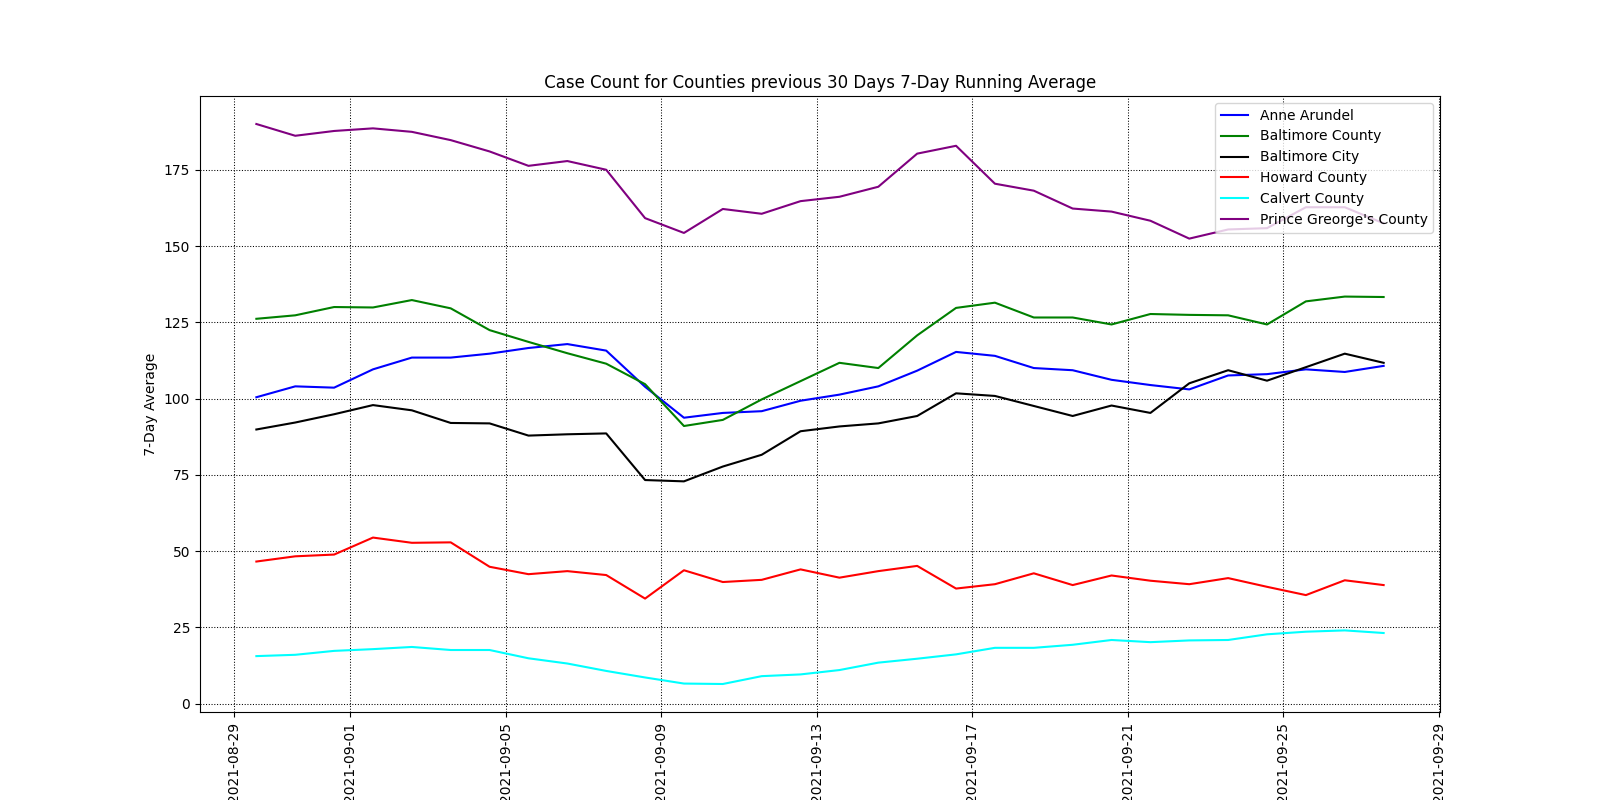 Case Count for Counties previous 30 Days 7-Day Running Average
Anne Arundel
Baltimore County
Baltimore City
Howard County
Calvert County
Prince Greorge's County
7-Day Average
175
150
125
100
75
50
25
0
2021-08-29
2021-09-01
2021-09-05
2021-09-09
2021-09-13
2021-09-17
2021-09-21
2021-09-25
2021-09-29